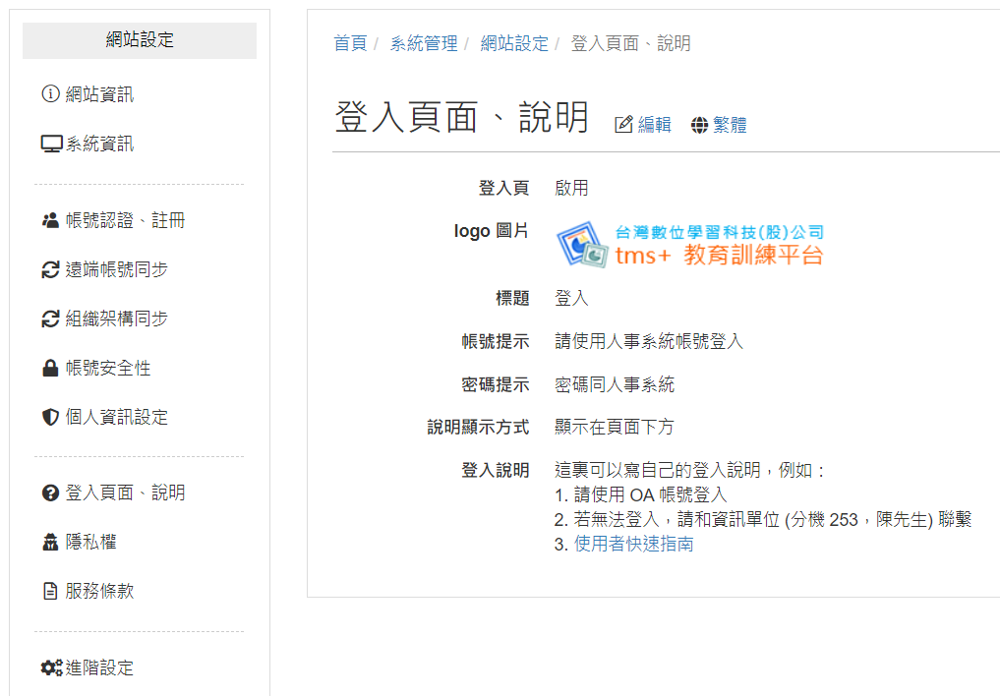 網站設定
網站資訊
系統資訊
帳號認證、註冊
遠端帳號同步
組織架構同步
帳號安全性
個人資訊設定
登入頁面、說明
隱私權
服務條款
進階設定
首頁 / 系統管理 / 網站設定 / 登入頁面、說明
登入頁面、說明 編輯 繁體
登入頁 啟用
logo 圖片 台灣數位學習科技(股)公司
tms+ 教育訓練平台
標題 登入
帳號提示 請使用人事系統帳號登入
密碼提示 密碼同人事系統
說明顯示方式 顯示在頁面下方
登入說明 這裏可以寫自己的登入說明，例如：
1. 請使用 OA 帳號登入
2. 若無法登入，請和資訊單位 (分機 253，陳先生) 聯繫
3. 使用者快速指南